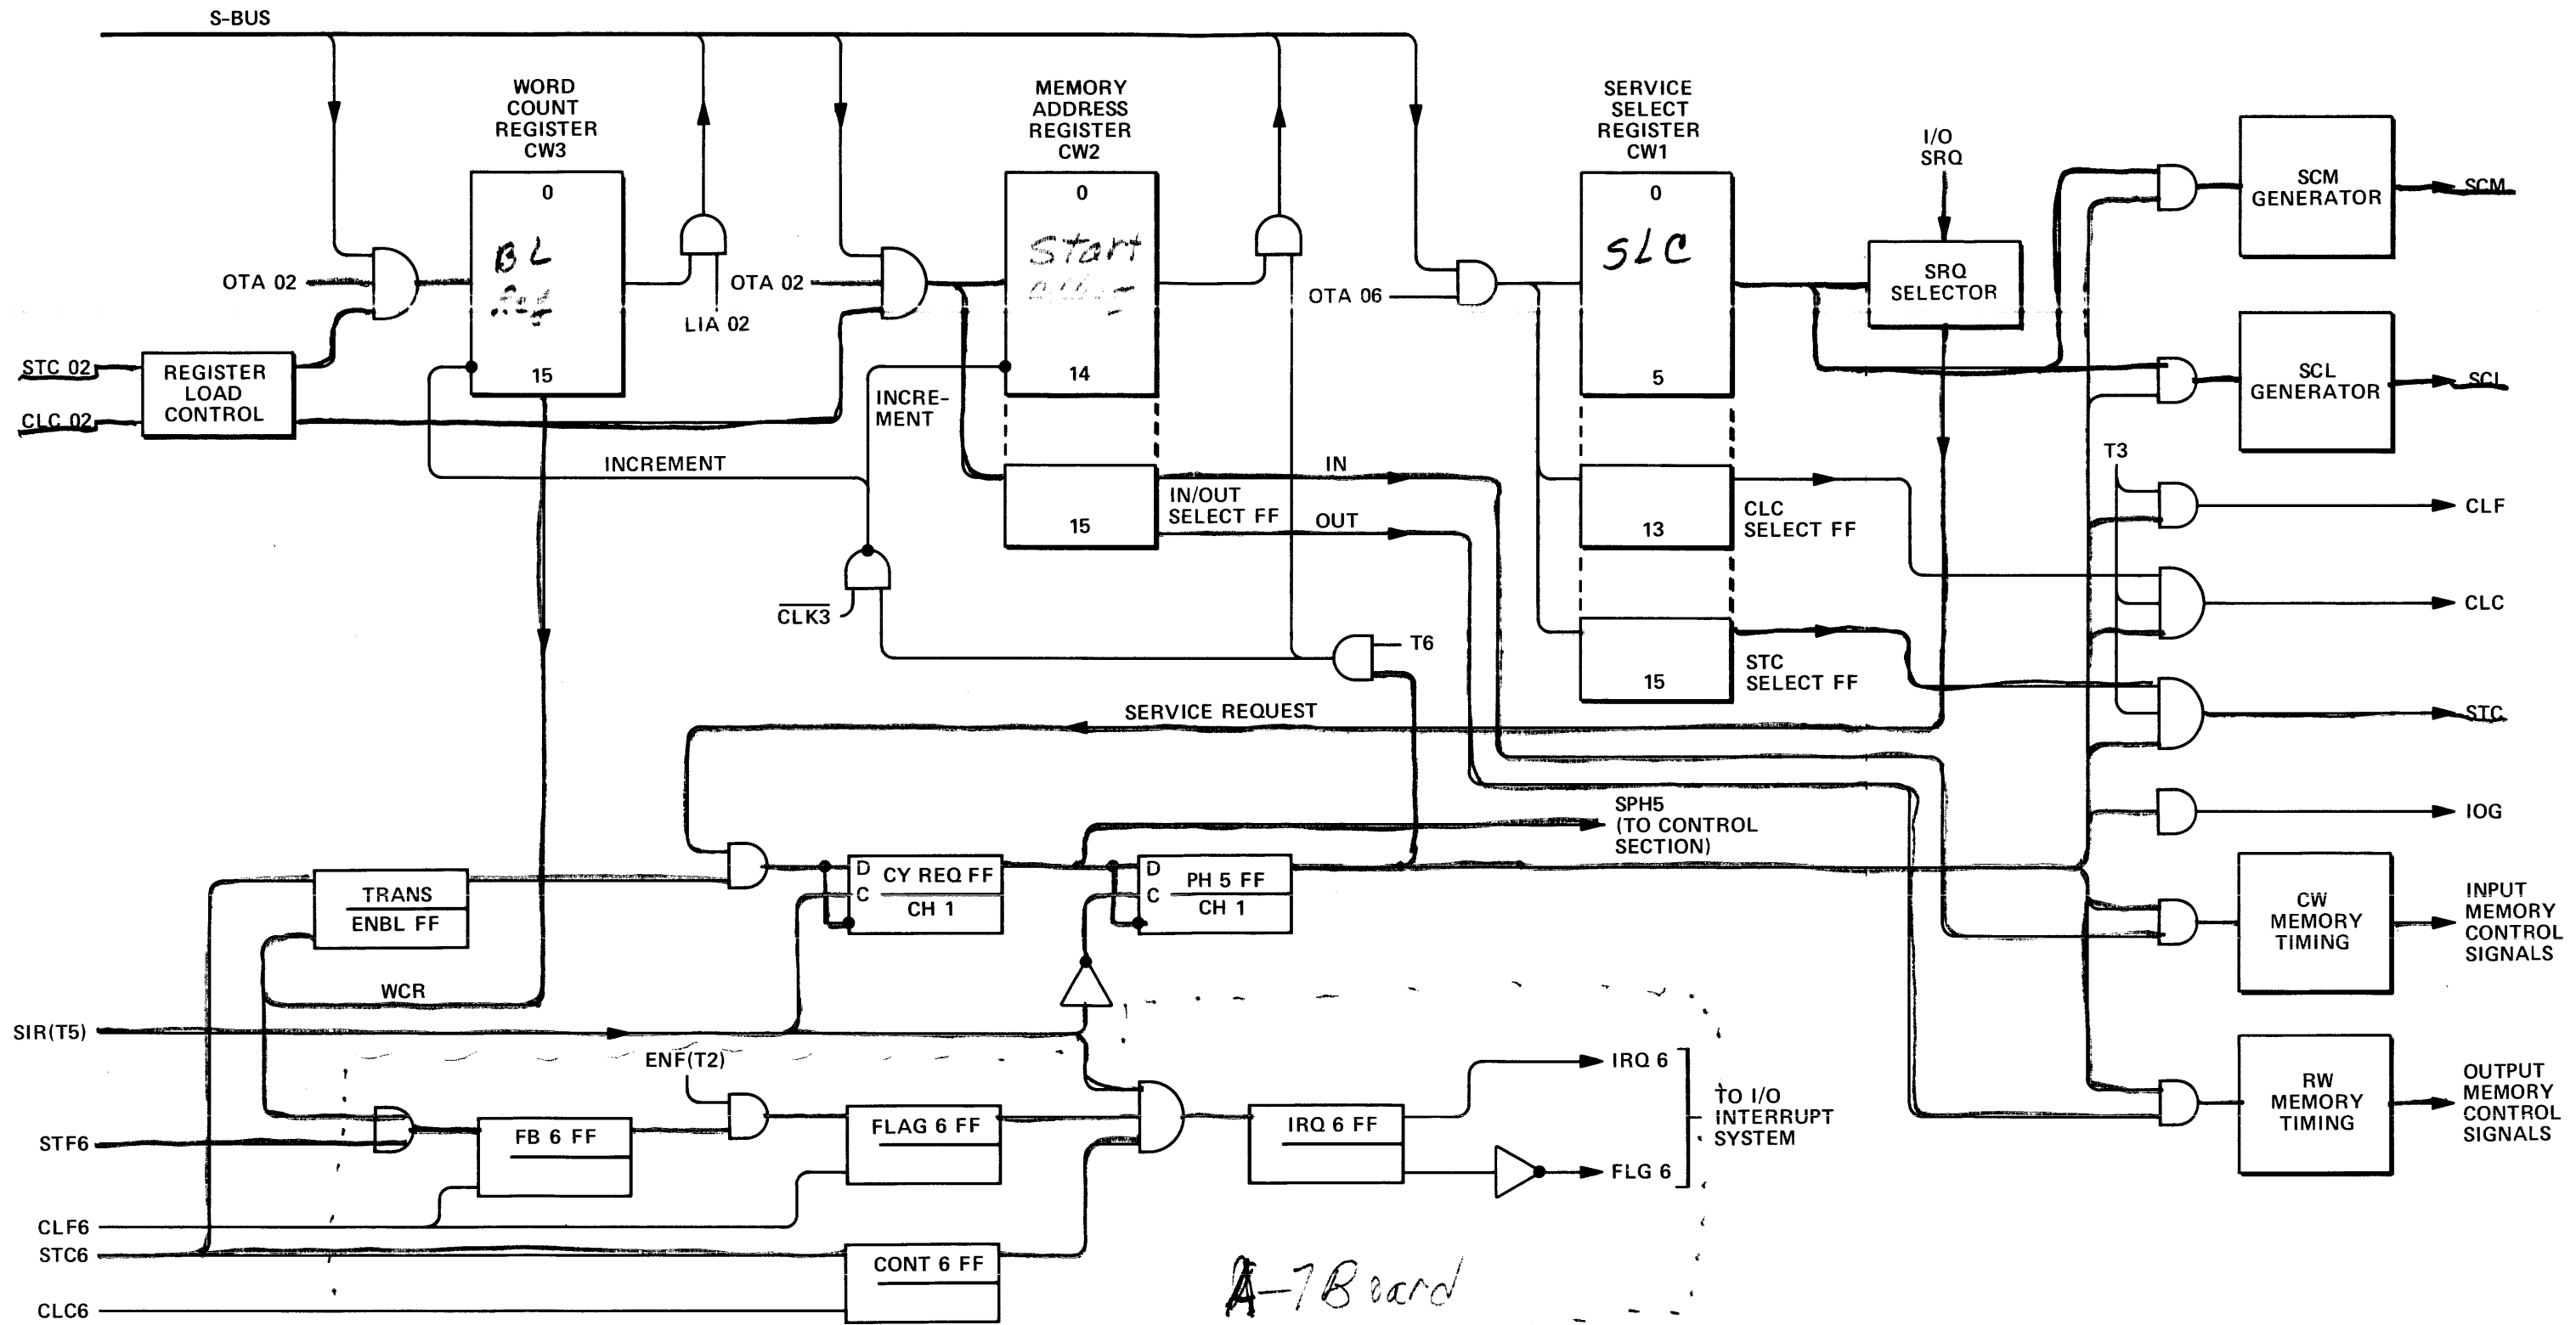 S-BUS
WORD
COUNT
REGISTER
CW3
0
BL
15
MEMORY
ADDRESS
REGISTER
CW2
0
Start
14
SERVICE
SELECT
REGISTER
CW1
0
SLC
5
I/O
SRQ
SRQ
SELECTOR
SCM
GENERATOR
SCM
SCL
GENERATOR
SCL
OTA 02
LIA 02
OTA 02
OTA 06
STC 02
CLC 02
REGISTER
LOAD
CONTROL
INCRE-
MENT
INCREMENT
15
IN/OUT
SELECT FF
IN
OUT
13
CLC
SELECT FF
T3
CLF
CLC
CLK3
T6
15
STC
SELECT FF
STC
SERVICE REQUEST
SPH5
(TO CONTROL
SECTION)
IOG
TRANS
ENBL FF
D
C
CY REQ FF
CH 1
D
C
PH 5 FF
CH 1
CW
MEMORY
TIMING
INPUT
MEMORY
CONTROL
SIGNALS
WCR
SIR(T5)
ENF(T2)
IRQ 6
TO I/O
INTERRUPT
SYSTEM
RW
MEMORY
TIMING
OUTPUT
MEMORY
CONTROL
SIGNALS
STF6
FB 6 FF
FLAG 6 FF
IRQ 6 FF
FLG 6
CLF6
STC6
CONT 6 FF
CLC6
A-7 Board